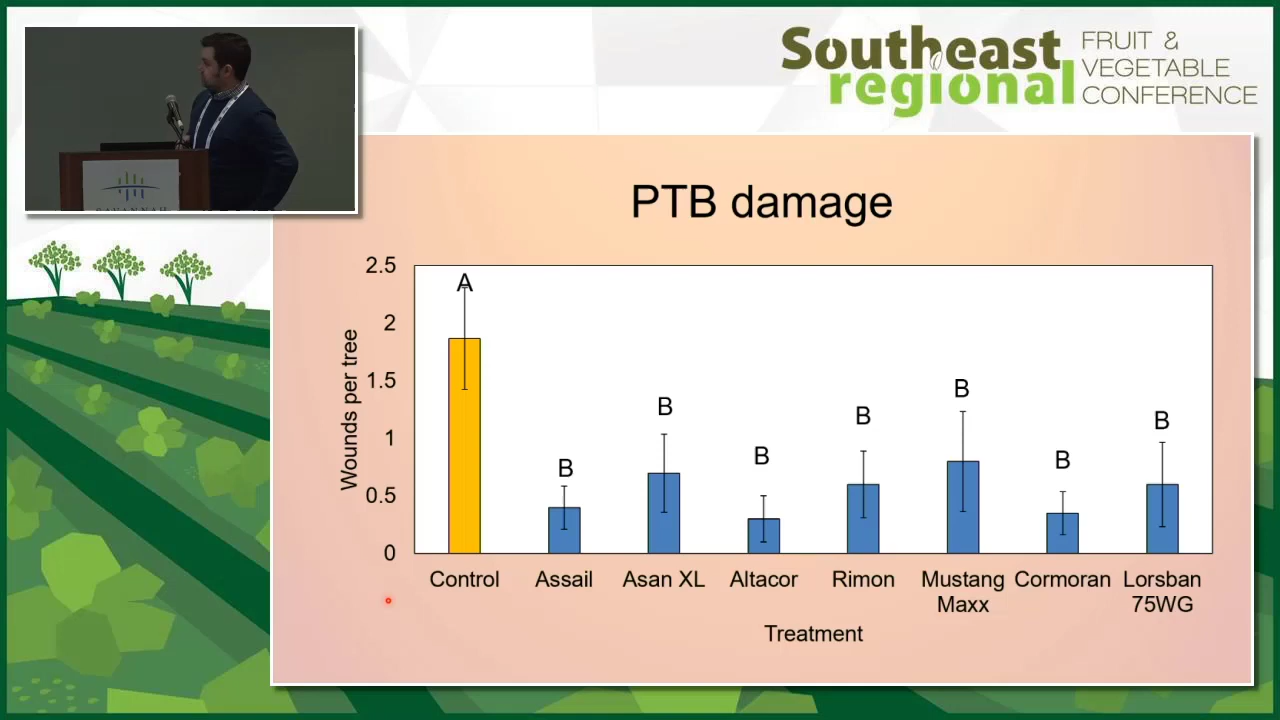 Southeast
regional
FRUIT &
VEGETABLE
CONFERENCE
SAVANNAH
PTB damage
2.5
2
1.5
1
0.5
0
Wounds per tree
A
B
B
B
B
B
B
B
Control
Assail
Asan XL
Altacor
Rimon
Mustang
Maxx
Cormoran
Lorsban
75WG
Treatment